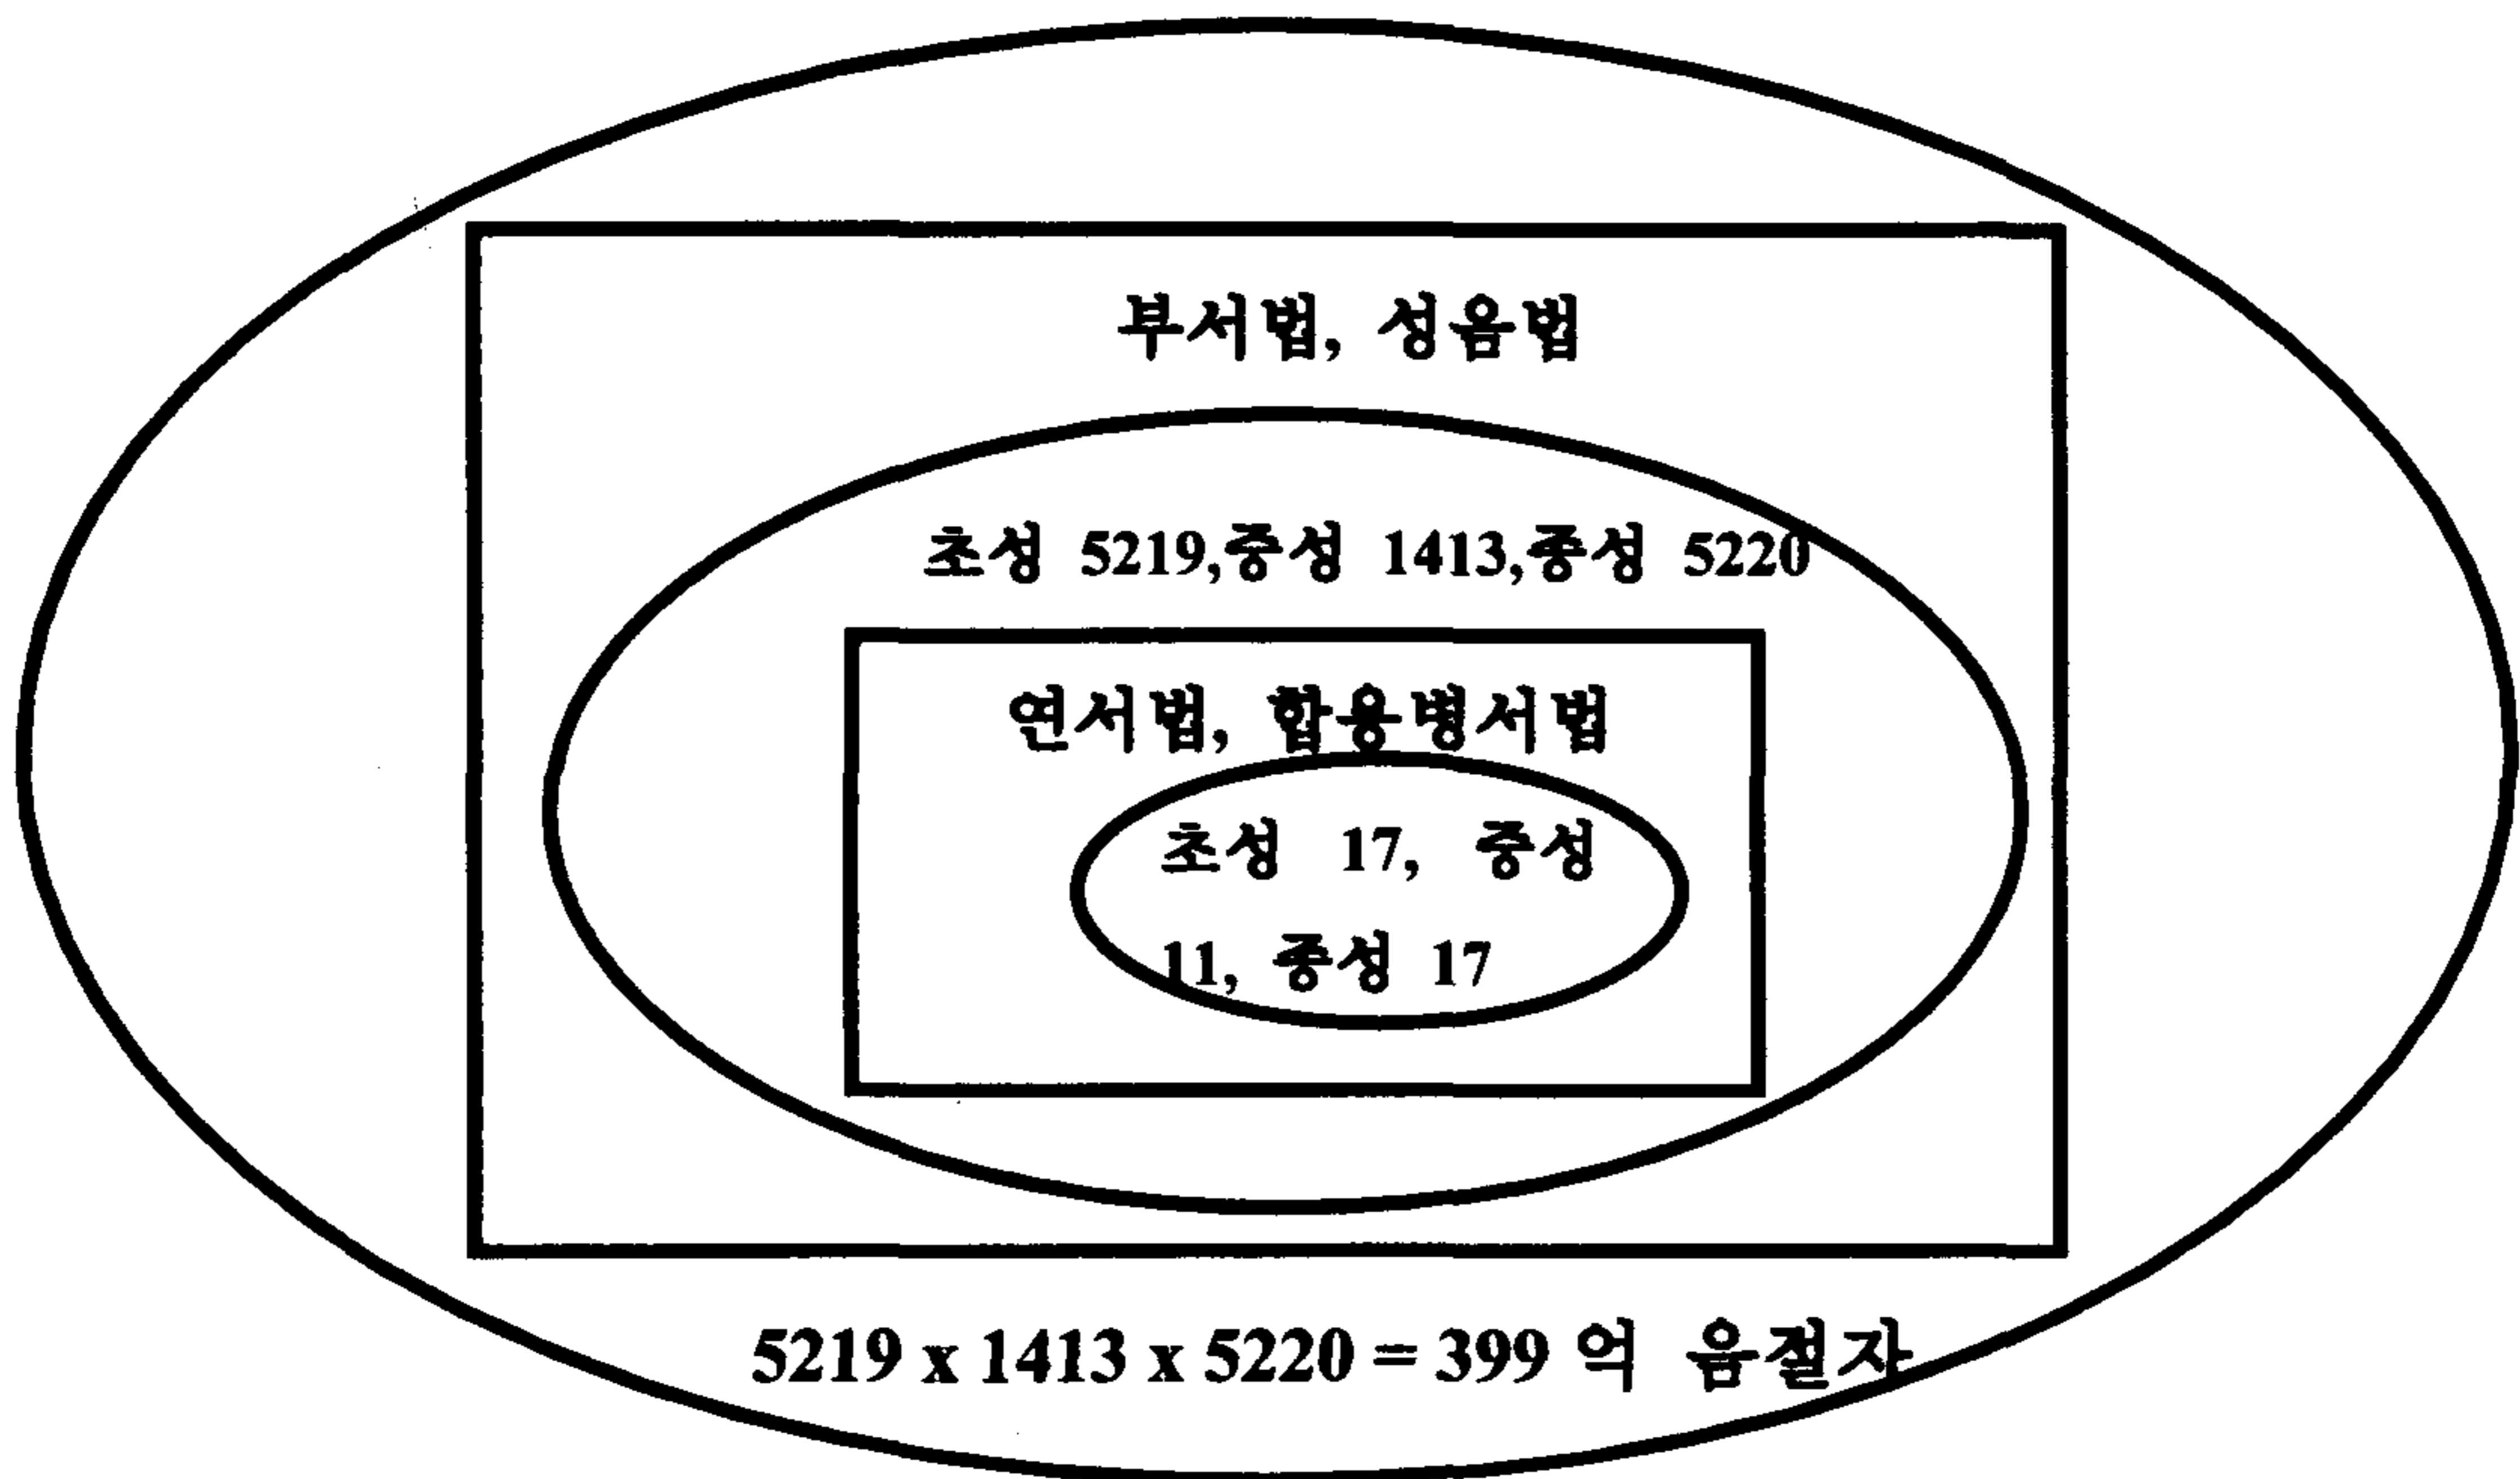 부서법, 성음법
초성 5219,중성 1413,종성 5220
연서법, 합용병서법
초성 17, 중성
11, 종성 17
5219 x 1413 x 5220 = 399 억 음절자